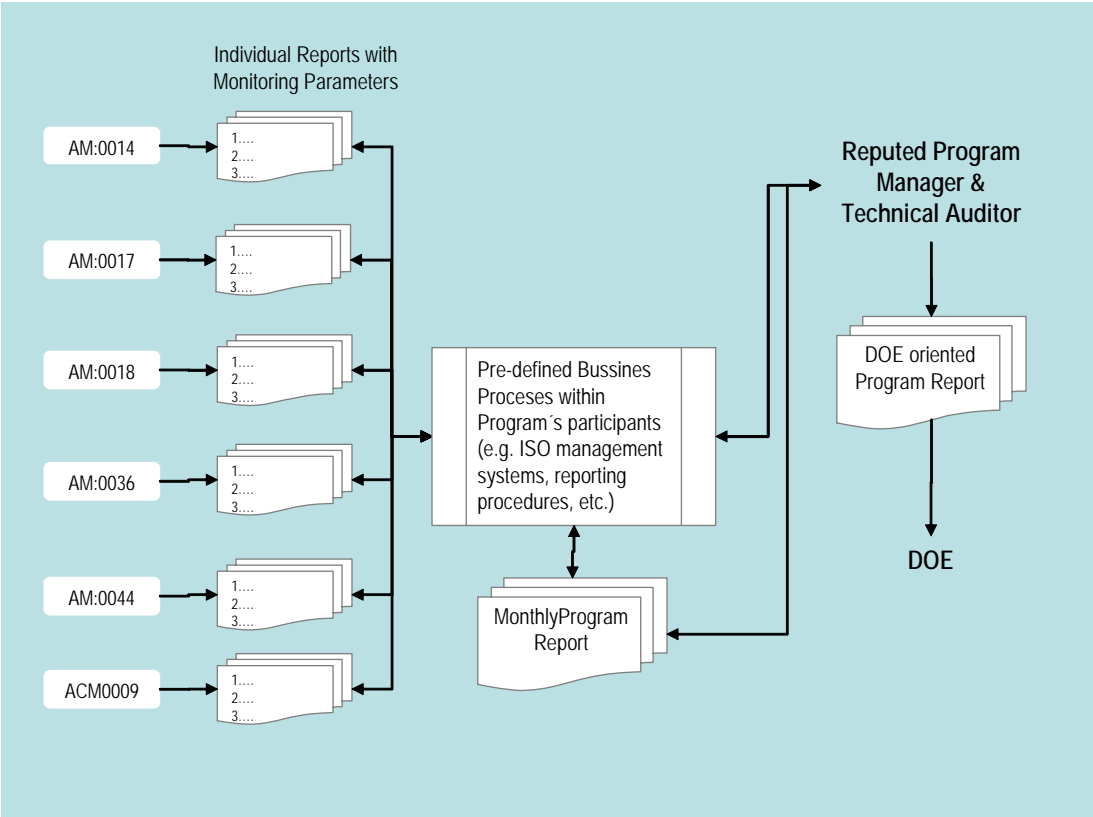 Individual Reports with
Monitoring Parameters
AM:0014
1....
2....
3....
AM:0017
1....
2....
3....
AM:0018
1....
2....
3....
AM:0036
1....
2....
3....
AM:0044
1....
2....
3....
ACM0009
1....
2....
3....
Pre-defined Bussines
Proceses within
Program´s participants
(e.g. ISO management
systems, reporting
procedures, etc.)
MonthlyProgram
Report
Reputed Program
Manager &
Technical Auditor
DOE oriented
Program Report
DOE